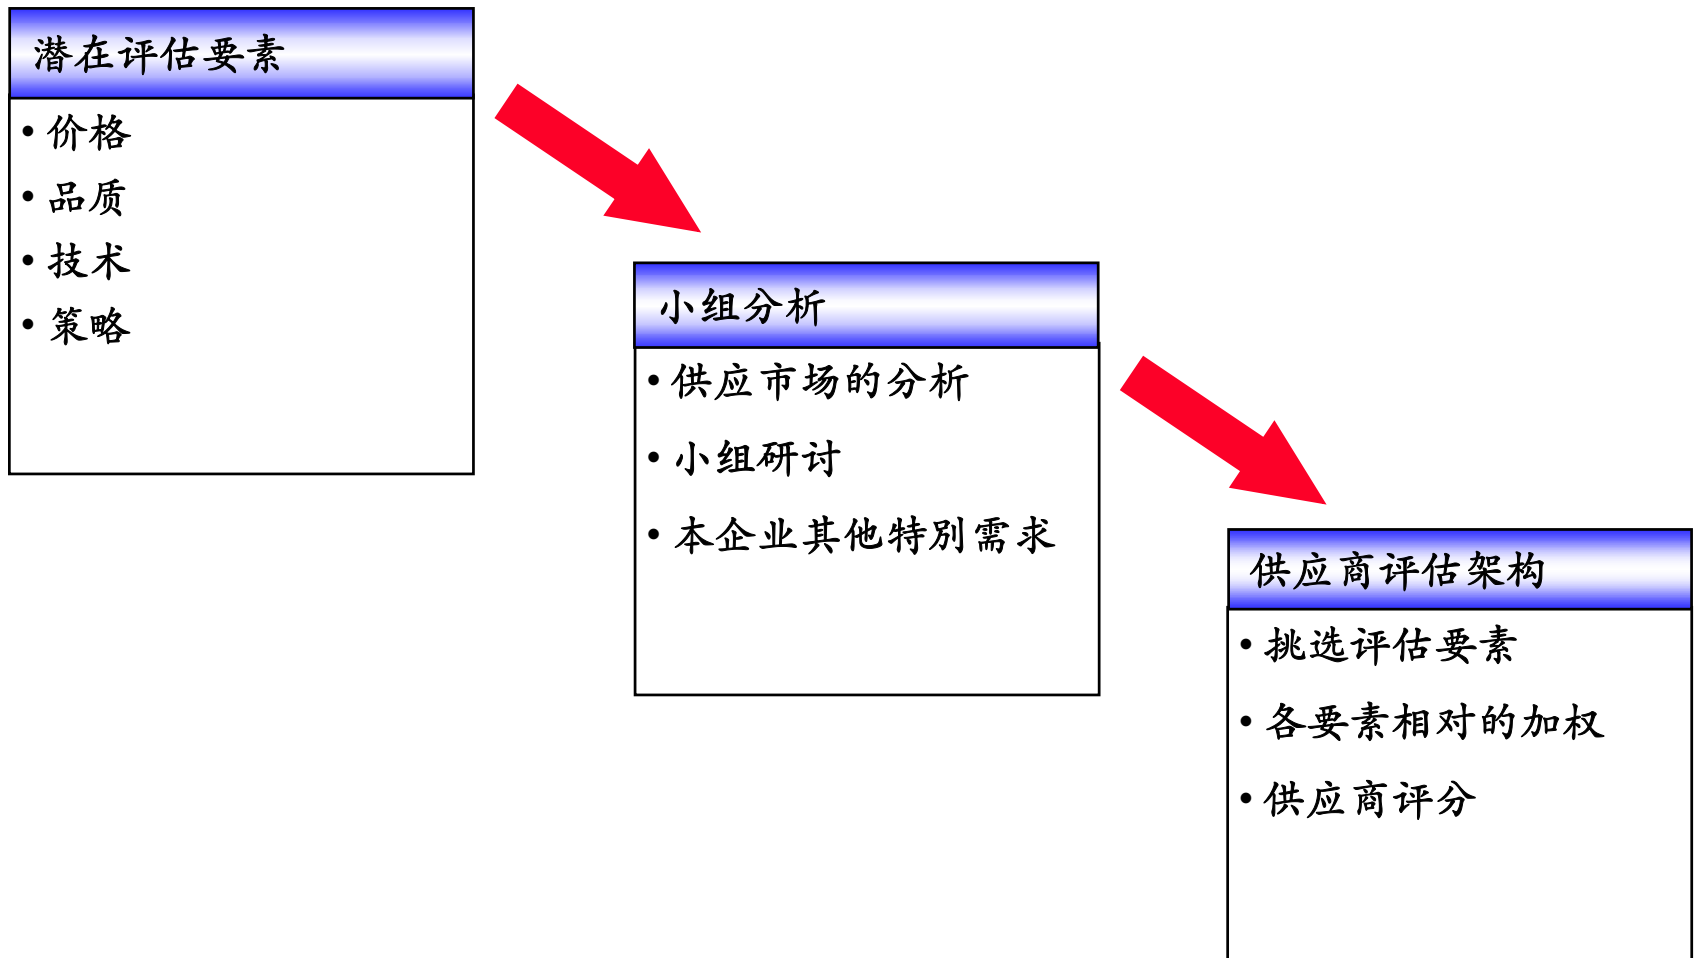 潜在评估要素
• 价格
• 品质
• 技术
• 策略
小组分析
• 供应市场的分析
• 小组研讨
• 本企业其他特别需求
供应商评估架构
• 挑选评估要素
• 各要素相对的加权
• 供应商评分